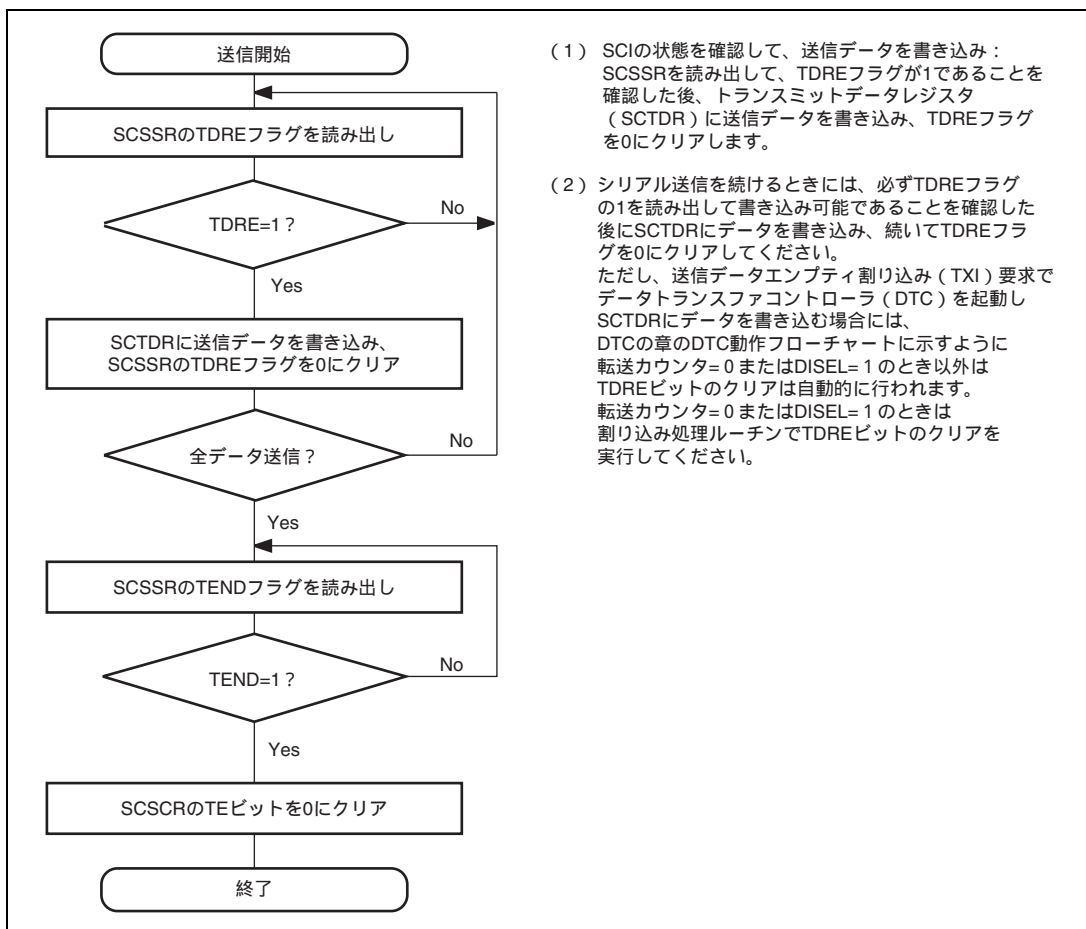 送信開始
SCSSRのTDREフラグを読み出し
TDRE=1？
No
Yes
SCTDRに送信データを書き込み、
SCSSRのTDREフラグを0にクリア
全データ送信？
No
Yes
SCSSRのTENDフラグを読み出し
TEND=1？
No
Yes
SCSCRのTEビットを0にクリア
終了
（1） SCIの状態を確認して、送信データを書き込み：
SCSSRを読み出して、TDREフラグが1であることを
確認した後、トランスミットデータレジスタ
（SCTDR）に送信データを書き込み、TDREフラグ
を0にクリアします。
（2）シリアル送信を続けるときには、必ずTDREフラグ
の1を読み出して書き込み可能であることを確認した
後にSCTDRにデータを書き込み、続いてTDREフラ
グを0にクリアしてください。
ただし、送信データエンプティ割り込み（TXI）要求で
データトランスファコントローラ（DTC）を起動し
SCTDRにデータを書き込む場合には、
DTCの章のDTC動作フローチャートに示すように
転送カウンタ=０またはDISEL=１のとき以外は
TDREビットのクリアは自動的に行われます。
転送カウンタ=０またはDISEL=１のときは
割り込み処理ルーチンでTDREビットのクリアを
実行してください。